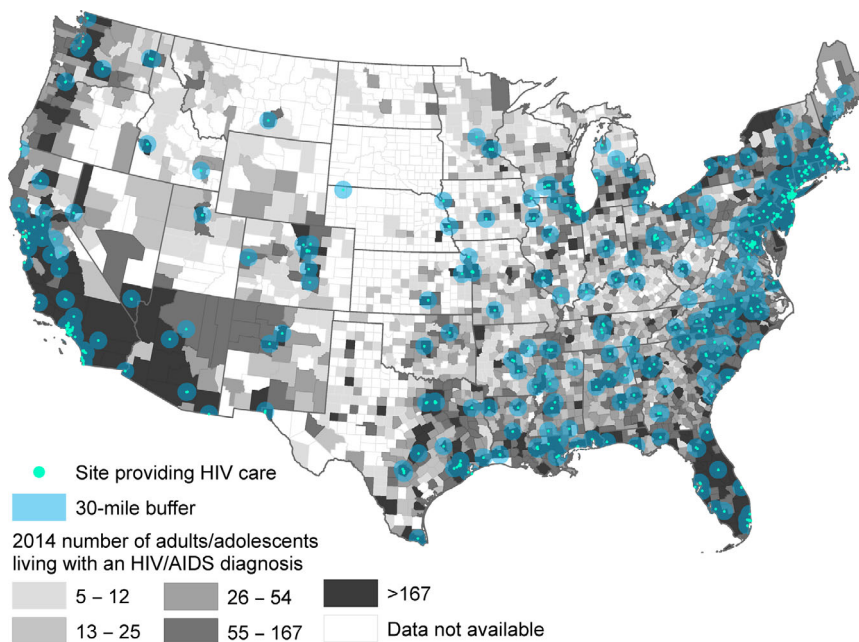 Site providing HIV care
30-mile buffer
2014 number of adults/adolescents
living with an HIV/AIDS diagnosis
5 – 12
26 – 54
>167
13 – 25
55 – 167
Data not available